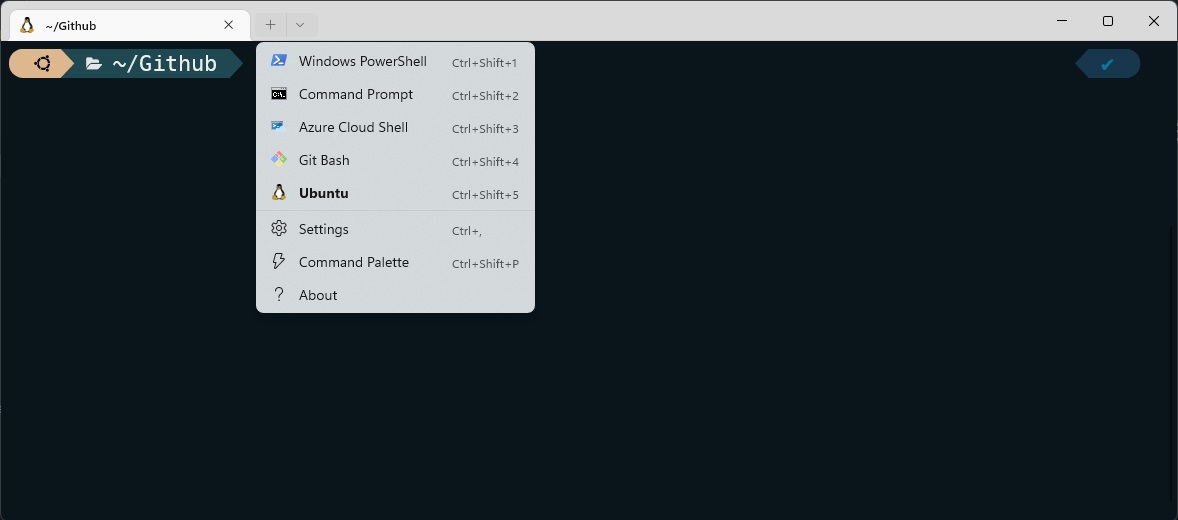 ~/Github
~/Github
Windows PowerShell Ctrl+Shift+1
Command Prompt Ctrl+Shift+2
Azure Cloud Shell Ctrl+Shift+3
Git Bash Ctrl+Shift+4
Ubuntu Ctrl+Shift+5
Settings Ctrl+,
Command Palette Ctrl+Shift+P
About